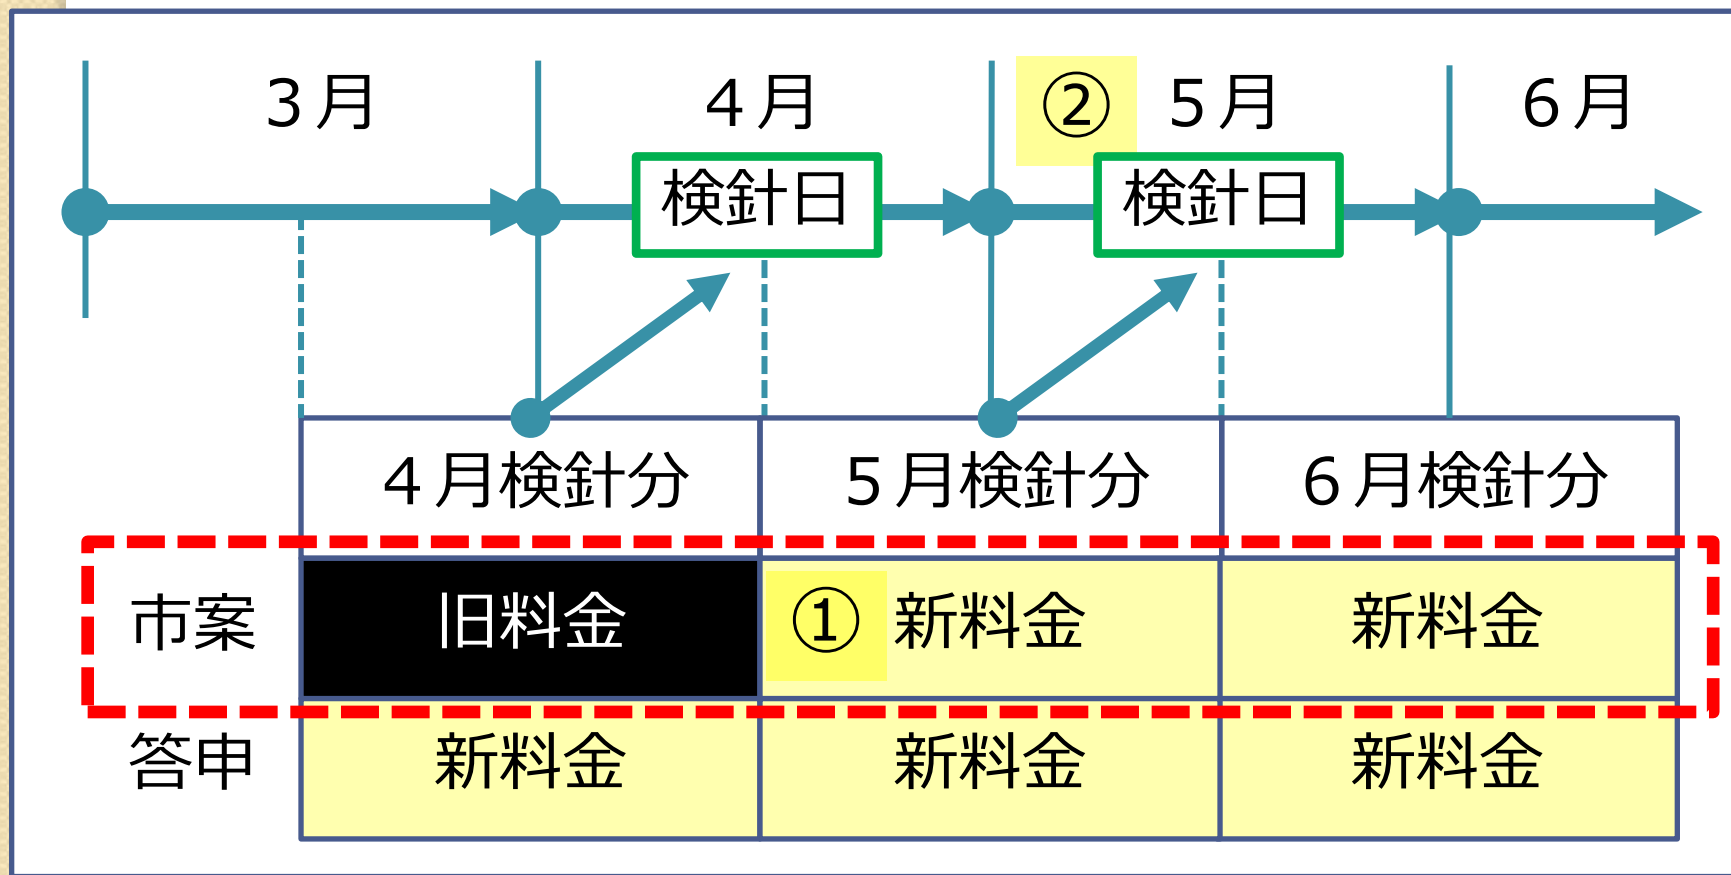 3月 4月 ② 5月 6月
検針日 検針日
4月検針分 5月検針分 6月検針分
市案 旧料金 ① 新料金 新料金
答申 新料金 新料金 新料金